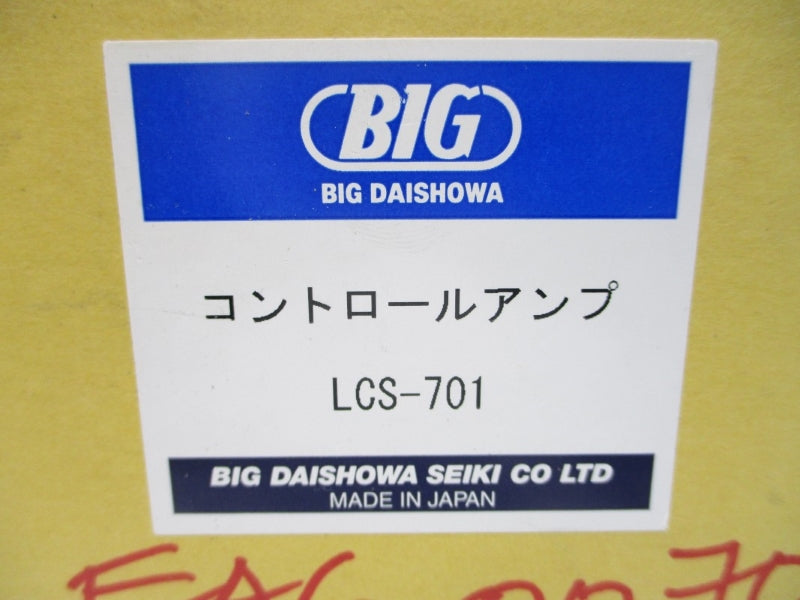 BIG
BIG DAISHOWA
コントロールアンプ
LCS-701
BIG DAISHOWA SEIKI CO LTD
MADE IN JAPAN